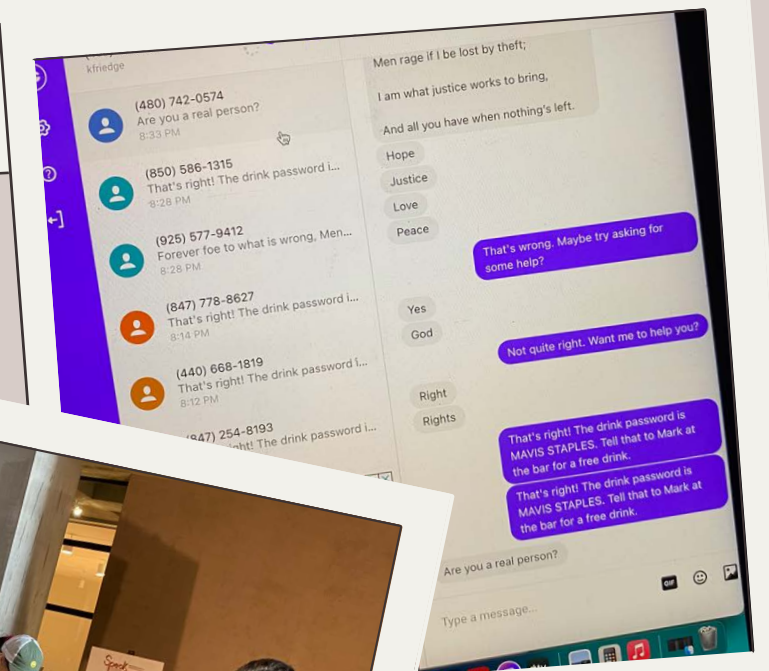 kfriedge
(480) 742-0574
Are you a real person?
8:33 PM
(850) 586-1315
That's right! The drink password i...
8:28 PM
(925) 577-9412
Forever foe to what is wrong, Men...
8:28 PM
(847) 778-8627
That's right! The drink password i...
8:14 PM
(440) 668-1819
That's right! The drink password i...
8:12 PM
(847) 254-8193
ght! The drink password i...
Men rage if I be lost by theft;
I am what justice works to bring,
And all you have when nothing's left.
Hope
Justice
Love
Peace
That's wrong. Maybe try asking for
some help?
Yes
God
Not quite right. Want me to help you?
Right
Rights
That's right! The drink password is
MAVIS STAPLES. Tell that to Mark at
the bar for a free drink.
That's right! The drink password is
MAVIS STAPLES. Tell that to Mark at
the bar for a free drink.
Are you a real person?
GIF
Type a message...